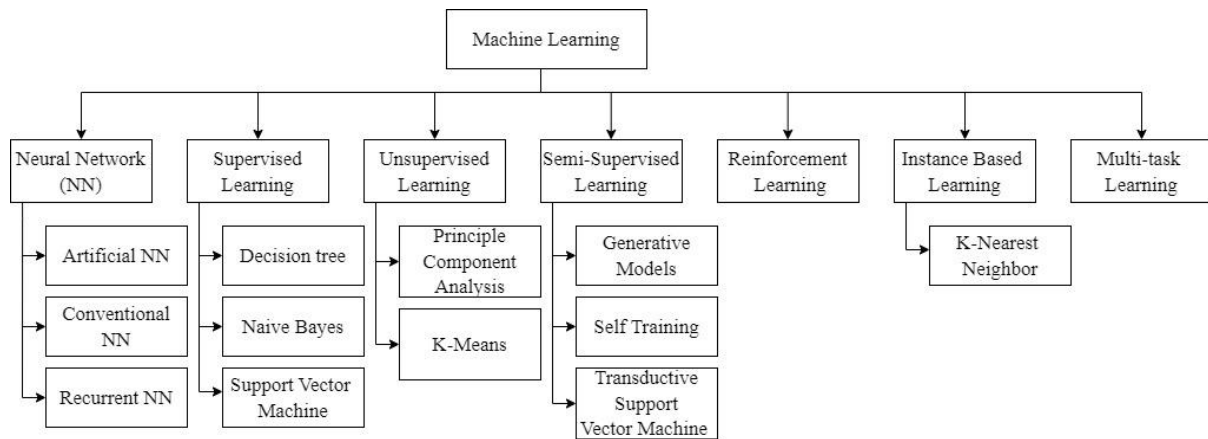 Machine Learning
Neural Network
(NN)
Supervised
Learning
Unsupervised
Learning
Semi-Supervised
Learning
Reinforcement
Learning
Instance Based
Learning
Multi-task
Learning
Artificial NN
Conventional
NN
Recurrent NN
Decision tree
Naive Bayes
Support Vector
Machine
Principle
Component
Analysis
K-Means
Generative
Models
Self Training
Transductive
Support
Vector Machine
K-Nearest
Neighbor